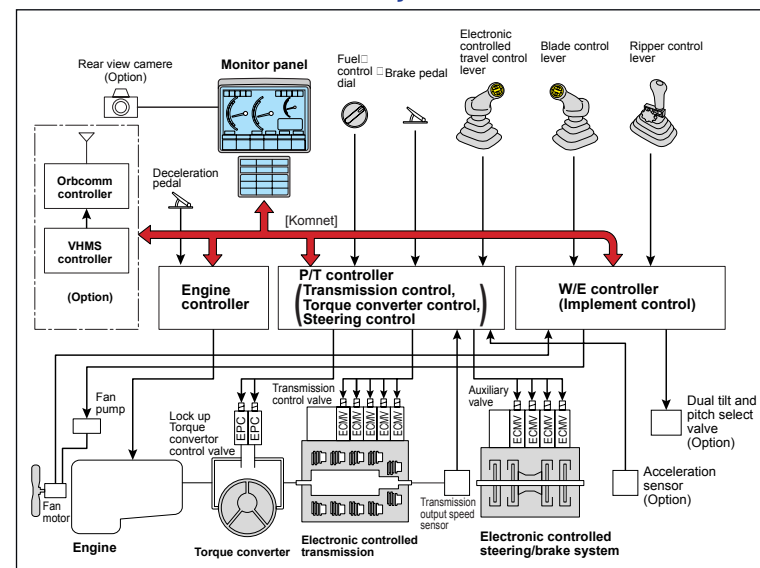 Rear view camere
(Option)
Monitor panel
Fuel□
control □
dial
Brake pedal
Electronic
controlled
travel control
lever
Blade control
lever
Ripper control
lever
Orbcomm
controller
VHMS
controller
(Option)
Deceleration
pedal
[Komnet]
Engine
controller
P/T controller
(Transmission control,
Torque converter control,
Steering control)
W/E controller
(Implement control)
Fan
pump
Lock up
Torque
convertor
control valve
EPC
EPC
Transmission
control valve
ECMV
ECMV
ECMV
ECMV
ECMV
Auxiliary
valve
ECMV
ECMV
ECMV
ECMV
Dual tilt and
pitch select
valve
(Option)
Acceleration
sensor
(Option)
Fan
motor
Engine
Torque converter
Electronic controlled
transmission
Transmission
output speed
sensor
Electronic controlled
steering/brake system